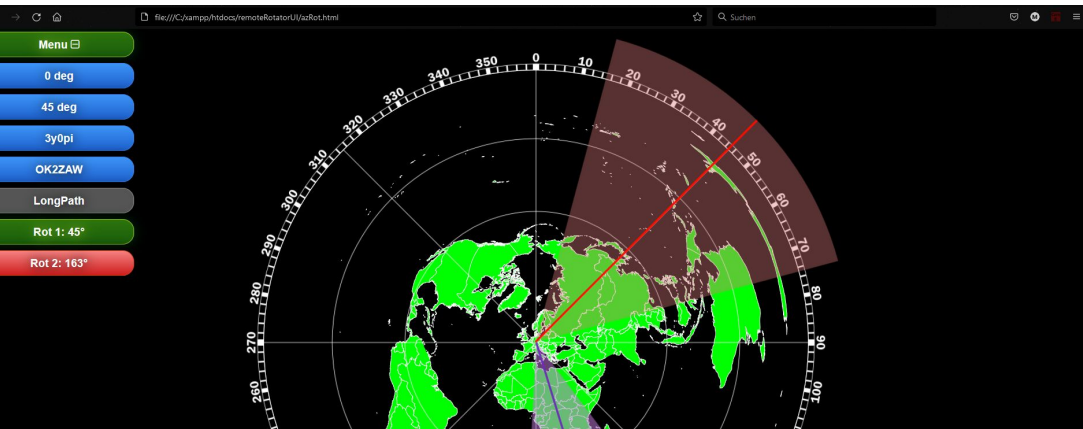 file:///C:/xampp/htdocs/remoteRotatorUI/azRot.html
Suchen
M
Menu
0 deg
45 deg
3y0pi
OK2ZAW
LongPath
Rot 1: 45°
Rot 2: 163°
0
10
20
30
40
50
60
70
80
90
100
260
270
280
290
300
310
320
330
340
350